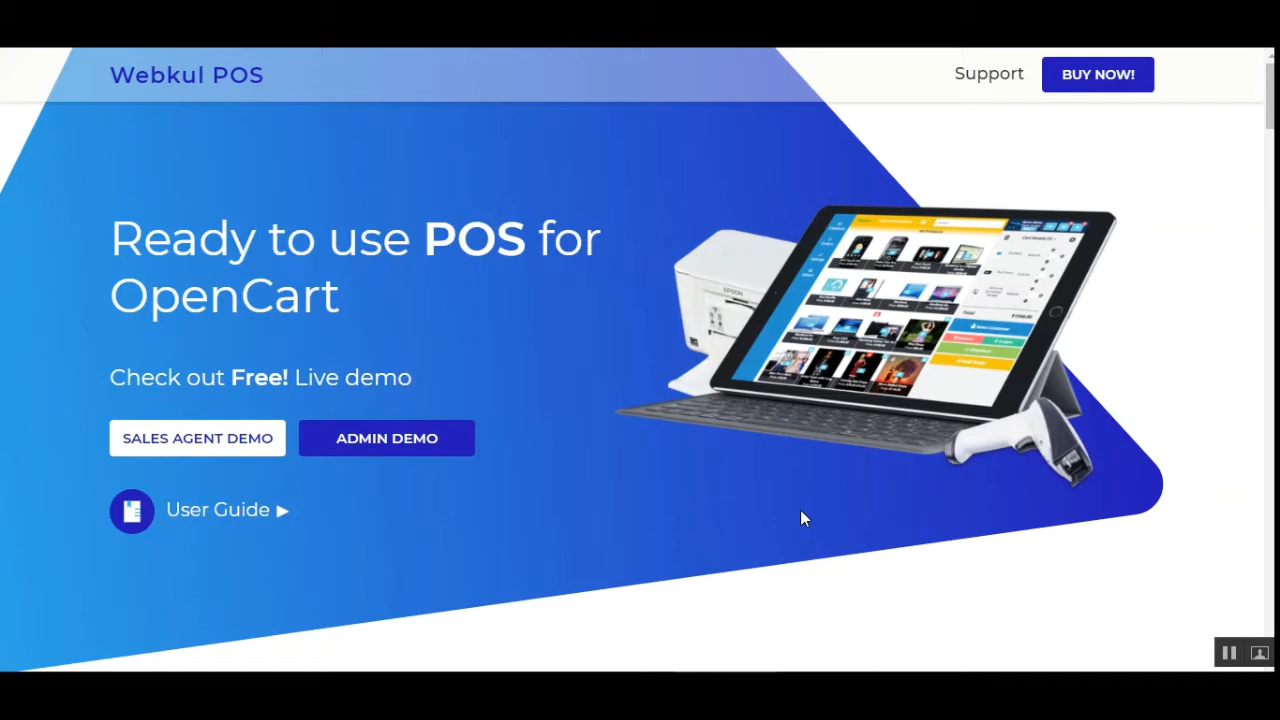 Webkul POS
Support
BUY NOW!
Ready to use POS for
OpenCart
Check out Free! Live demo
SALES AGENT DEMO
ADMIN DEMO
User Guide ▶
EPSON